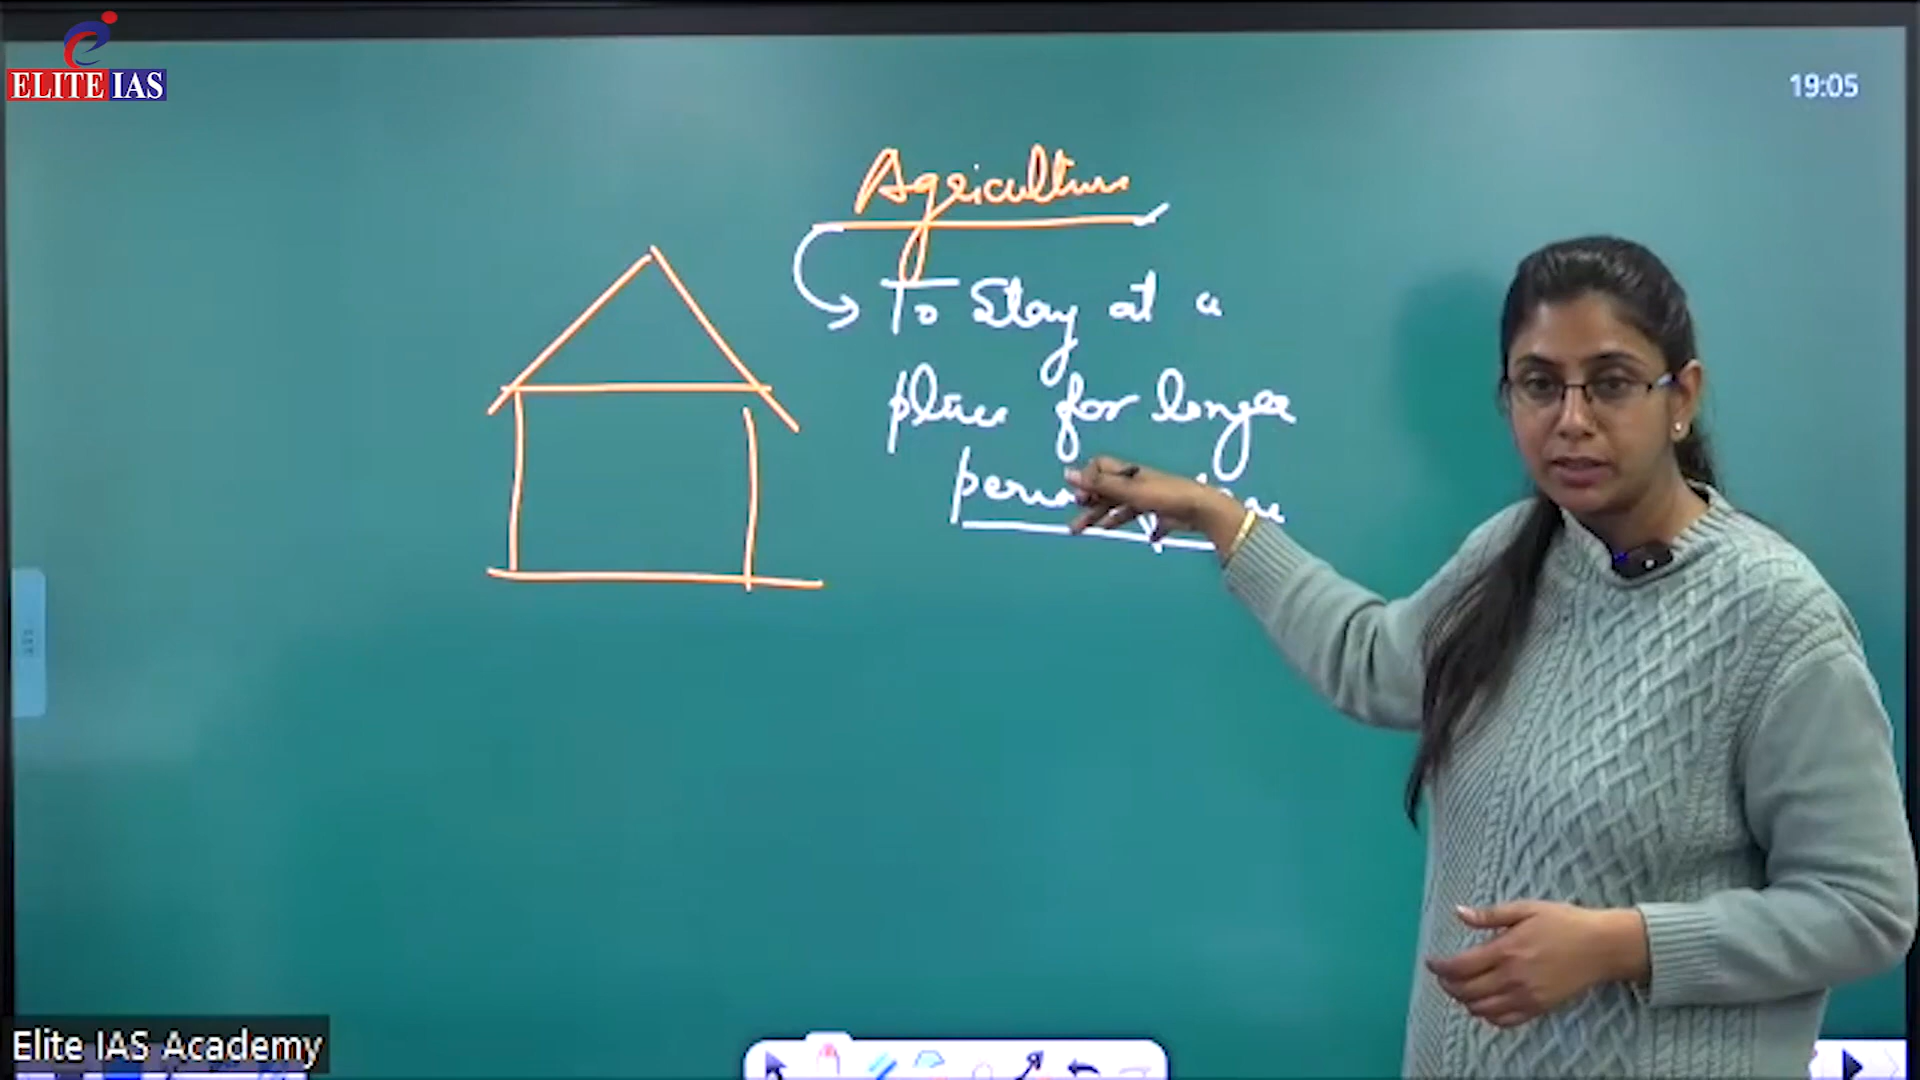 ELITE IAS
19:05
Agriculture
To Stay at a
place for longer
Elite IAS Academy